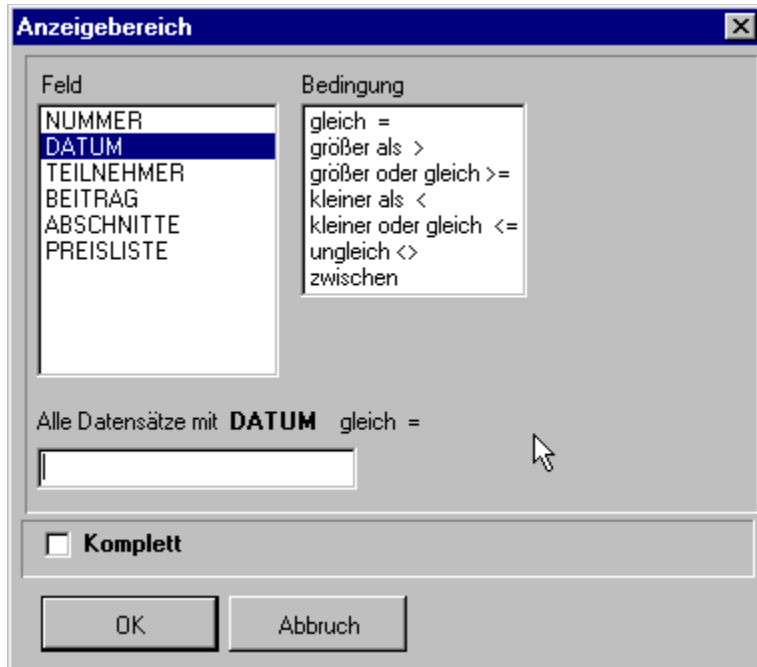 Anzeigebereich
Feld
NUMMER
DATUM
TEILNEHMER
BEITRAG
ABSCHNITTE
PREISLISTE
Bedingung
gleich =
größer als >
größer oder gleich >=
kleiner als <
kleiner oder gleich <=
ungleich <>
zwischen
Alle Datensätze mit DATUM gleich =
Komplett
OK
Abbruch